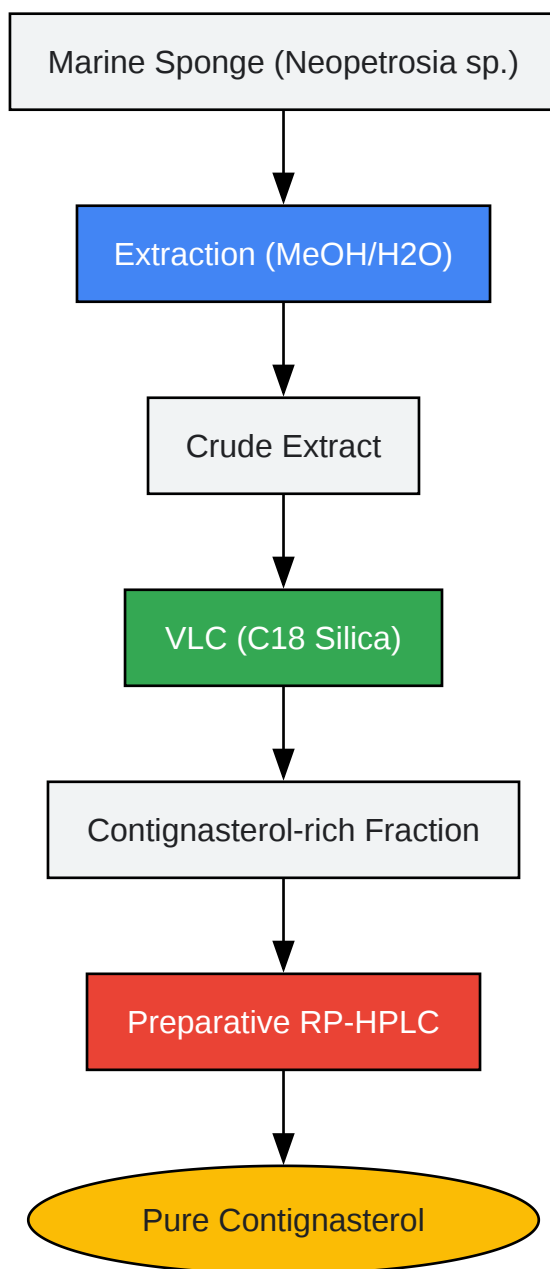 Marine Sponge (Neopetrosia sp.)
Extraction (MeOH/H2O)
Crude Extract
VLC (C18 Silica)
Contignasterol-rich Fraction
Preparative RP-HPLC
Pure Contignasterol